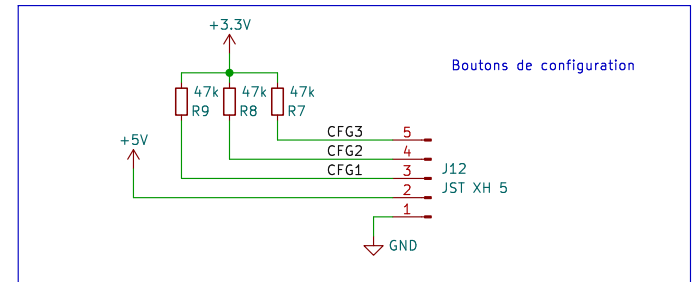 +3.3V
Boutons de configuration
47k 47k 47k
R9 R8 R7
+5V
CFG3 5
CFG2 4
CFG1 3
J12
2
JST XH 5
1
GND